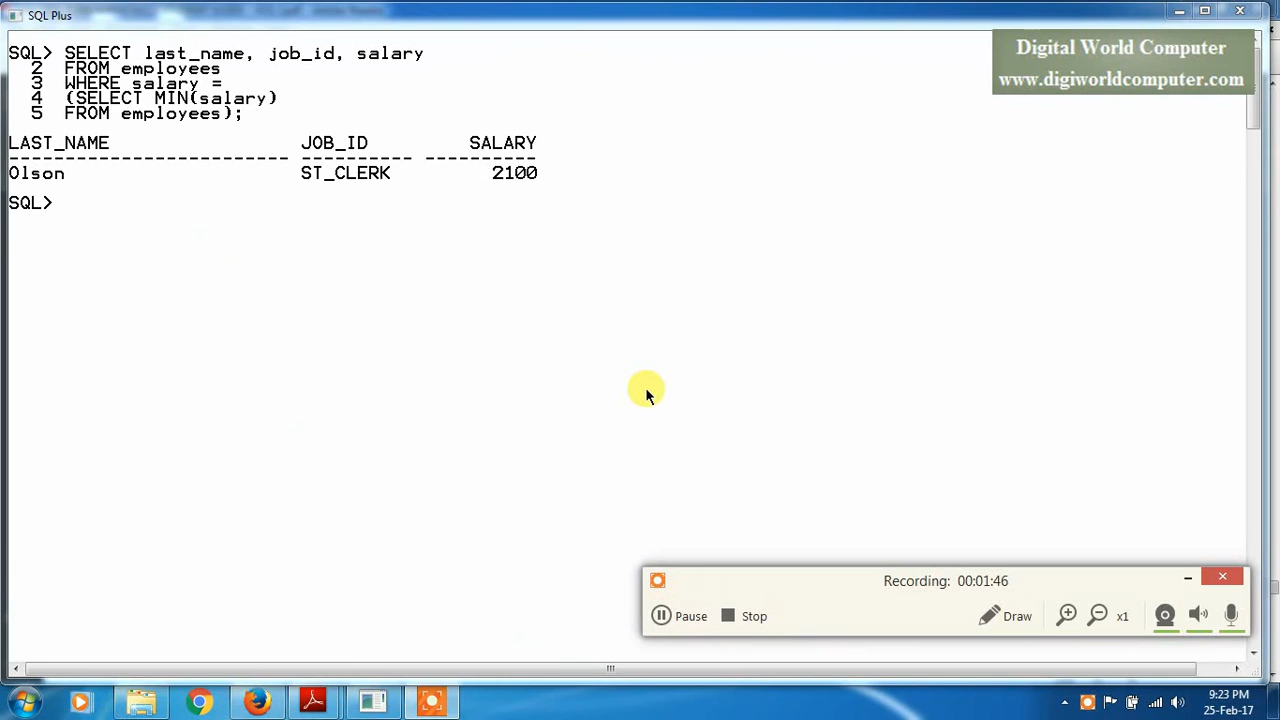 SQL Plus
Digital World Computer
www.digiworldcomputer.com
SQL> SELECT last_name, job_id, salary
2 FROM employees
3 WHERE salary =
4 (SELECT MIN(salary)
5 FROM employees);
LAST_NAME JOB_ID SALARY
------------------------- ---------- ----------
Olson ST_CLERK 2100
SQL>
Recording: 00:01:46
Pause Stop Draw x1
9:23 PM
25-Feb-17